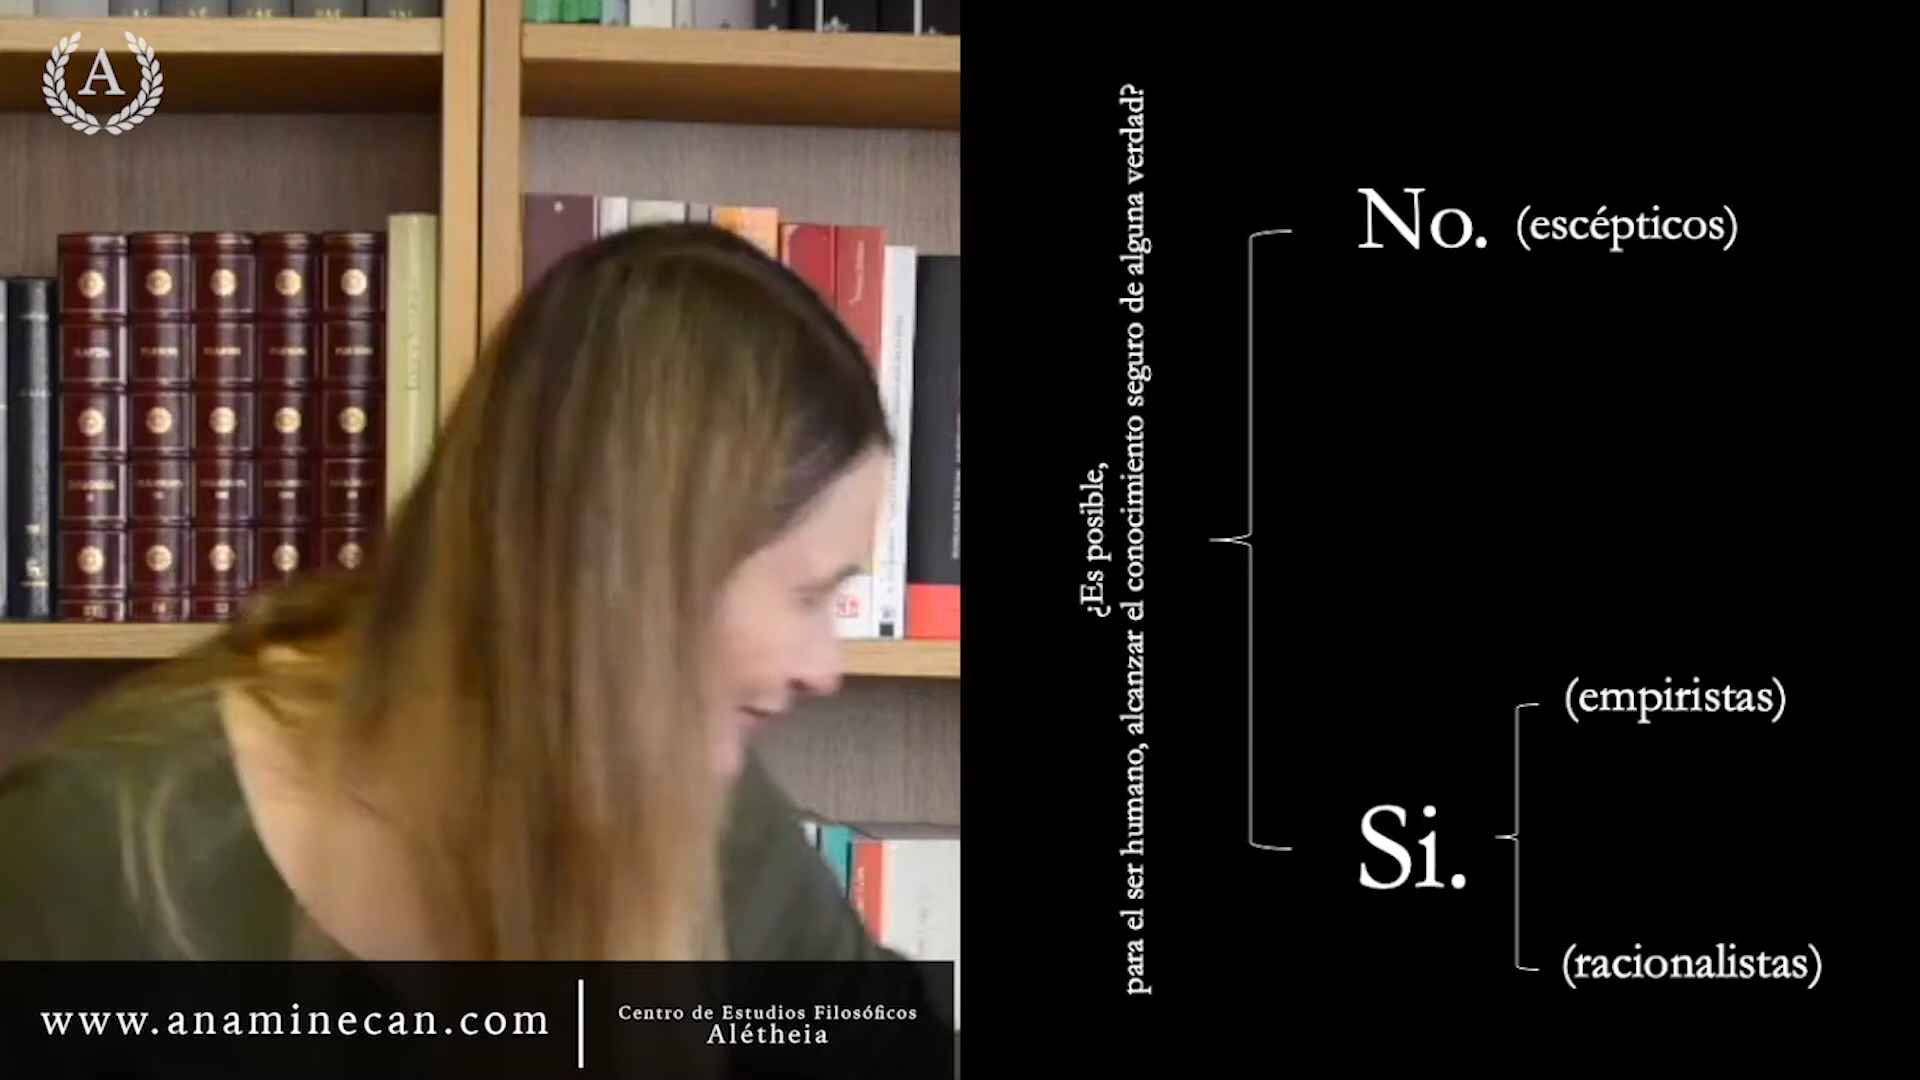 A
www.anaminecan.com
Centro de Estudios Filosóficos
Alétheia
¿Es posible,
para el ser humano, alcanzar el conocimiento seguro de alguna verdad?
No. (escépticos)
Si.
(empiristas)
(racionalistas)